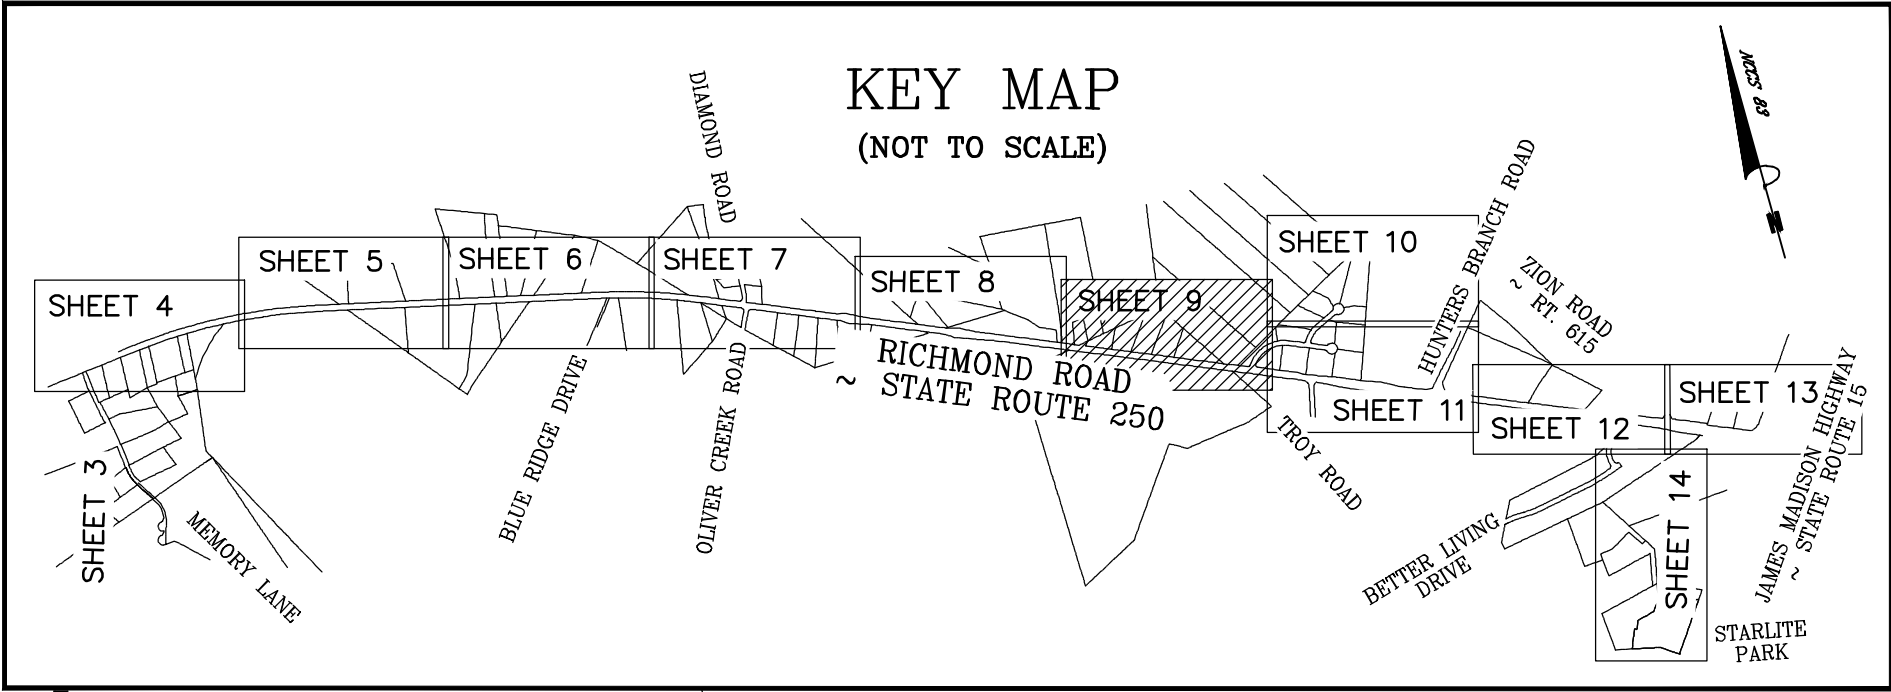 KEY MAP
(NOT TO SCALE)
NCCS 83
N
DIAMOND ROAD
HUNTERS BRANCH ROAD
SHEET 4
SHEET 5
SHEET 6
SHEET 7
SHEET 8
SHEET 9
SHEET 10
ZION ROAD
~ RT. 615
RICHMOND ROAD
~ STATE ROUTE 250
SHEET 11
SHEET 12
SHEET 13
SHEET 3
MEMORY LANE
BLUE RIDGE DRIVE
OLIVER CREEK ROAD
TROY ROAD
BETTER LIVING
DRIVE
SHEET 14
JAMES MADISON HIGHWAY
~ STATE ROUTE 15
STARLITE
PARK